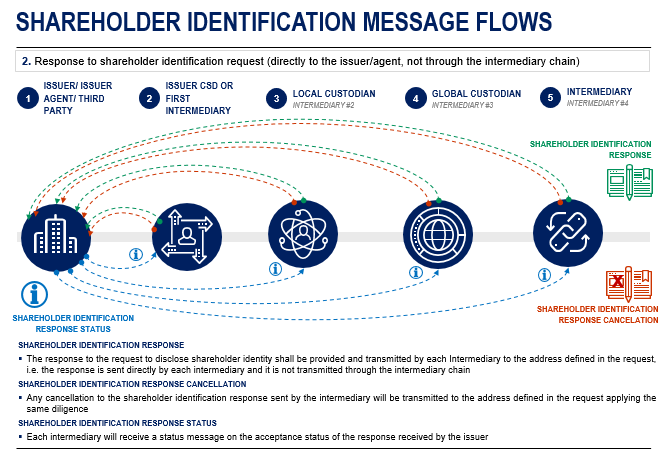 SHAREHOLDER IDENTIFICATION MESSAGE FLOWS
2. Response to shareholder identification request (directly to the issuer/agent, not through the intermediary chain)
1 ISSUER/ ISSUER
AGENT/ THIRD
PARTY
2 ISSUER CSD OR
FIRST
INTERMEDIARY
3 LOCAL CUSTODIAN
INTERMEDIARY #2
4 GLOBAL CUSTODIAN
INTERMEDIARY #3
5 INTERMEDIARY
INTERMEDIARY #4
SHAREHOLDER IDENTIFICATION
RESPONSE
SHAREHOLDER IDENTIFICATION
RESPONSE CANCELATION
SHAREHOLDER IDENTIFICATION
RESPONSE STATUS
SHAREHOLDER IDENTIFICATION RESPONSE
▪ The response to the request to disclose shareholder identity shall be provided and transmitted by each Intermediary to the address defined in the request,
i.e. the response is sent directly by each intermediary and it is not transmitted through the intermediary chain
SHAREHOLDER IDENTIFICATION RESPONSE CANCELLATION
▪ Any cancellation to the shareholder identification response sent by the intermediary will be transmitted to the address defined in the request applying the
same diligence
SHAREHOLDER IDENTIFICATION RESPONSE STATUS
▪ Each intermediary will receive a status message on the acceptance status of the response received by the issuer